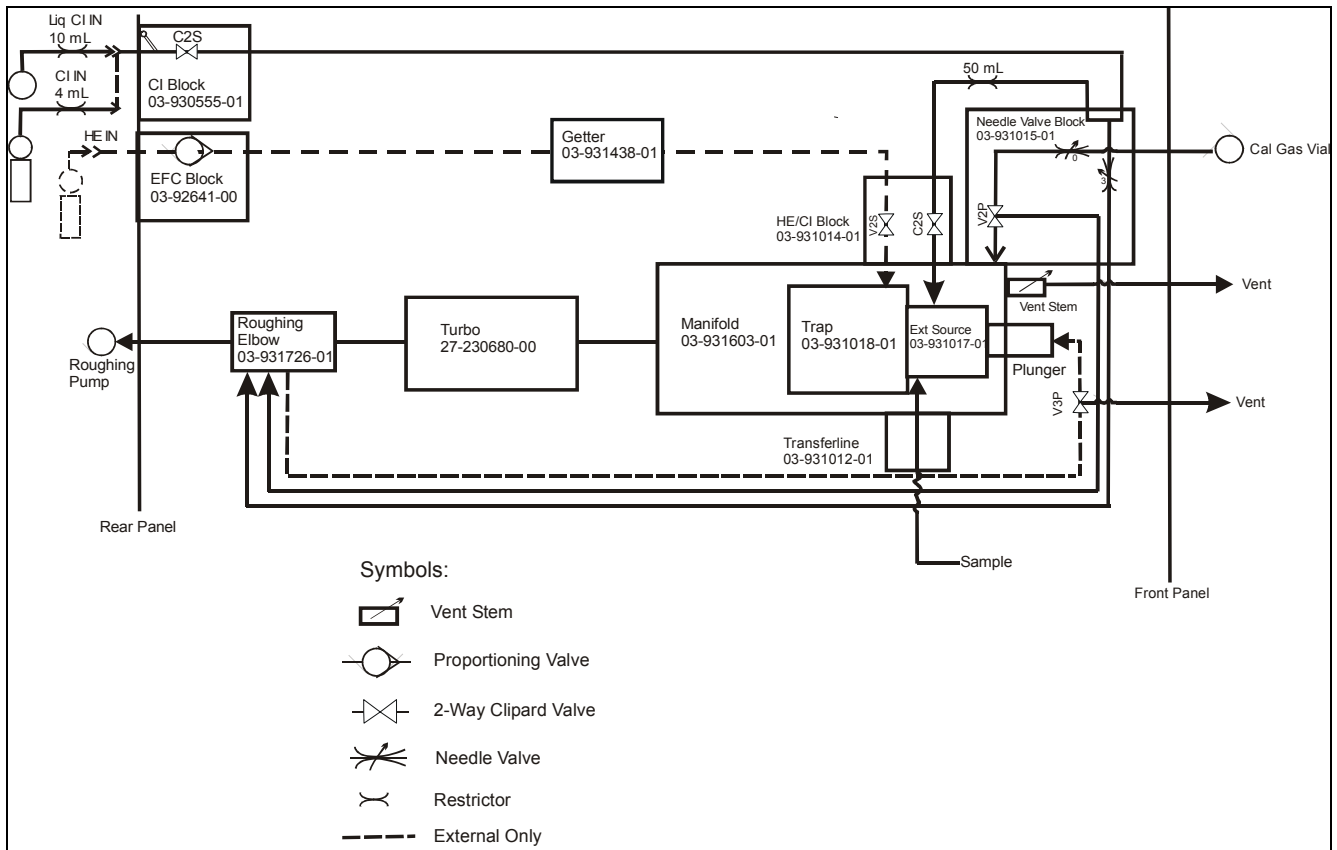 Liq CI IN
10 mL
C2S
CI IN
4 mL
CI Block
03-930555-01
HE IN
EFC Block
03-92641-00
Getter
03-931438-01
50 mL
Needle Valve Block
03-931015-01
0
3
Cal Gas Vial
HE/CI Block
03-931014-01
V2S
C2S
V2P
Vent
Vent Stem
Roughing
Elbow
03-931726-01
Turbo
27-230680-00
Manifold
03-931603-01
Trap
03-931018-01
Ext Source
03-931017-01
Plunger
Roughing
Pump
V3P
Vent
Transferline
03-931012-01
Rear Panel
Sample
Front Panel
Symbols:
Vent Stem
Proportioning Valve
2-Way Clipard Valve
Needle Valve
Restrictor
External Only